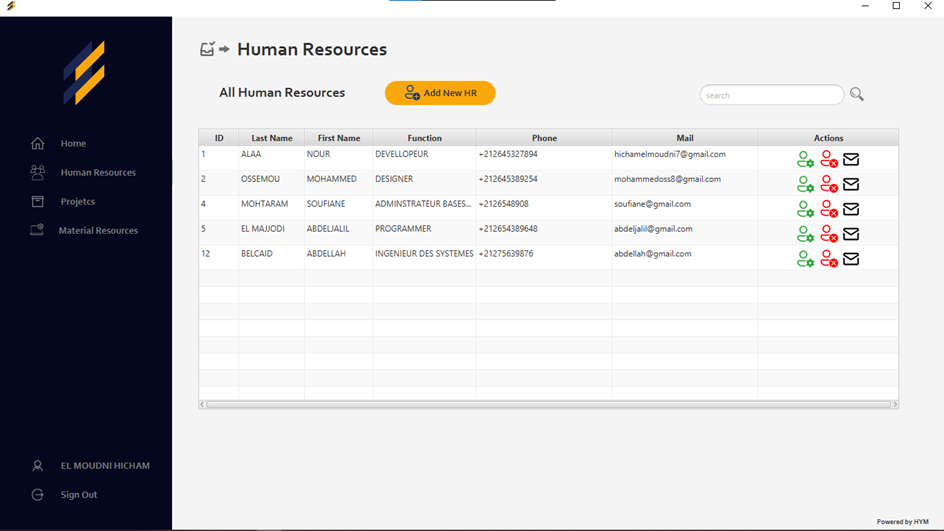 Human Resources
All Human Resources
Add New HR
search
Home
Human Resources
Projetcs
Material Resources
ID Last Name First Name Function Phone Mail Actions
1 ALAA NOUR DEVELLOPEUR +212645327894 hichamelmoudni7@gmail.com
2 OSSEMOU MOHAMMED DESIGNER +212645389254 mohammedoss8@gmail.com
4 MOHTARAM SOUFIANE ADMINSTRATEUR BASES... +2126548908 soufiane@gmail.com
5 EL MAJJODI ABDELJALIL PROGRAMMER +212654389648 abdeljalil@gmail.com
12 BELCAID ABDELLAH INGENIEUR DES SYSTEMES +21275639876 abdellah@gmail.com
EL MOUDNI HICHAM
Sign Out
Powered by HYM